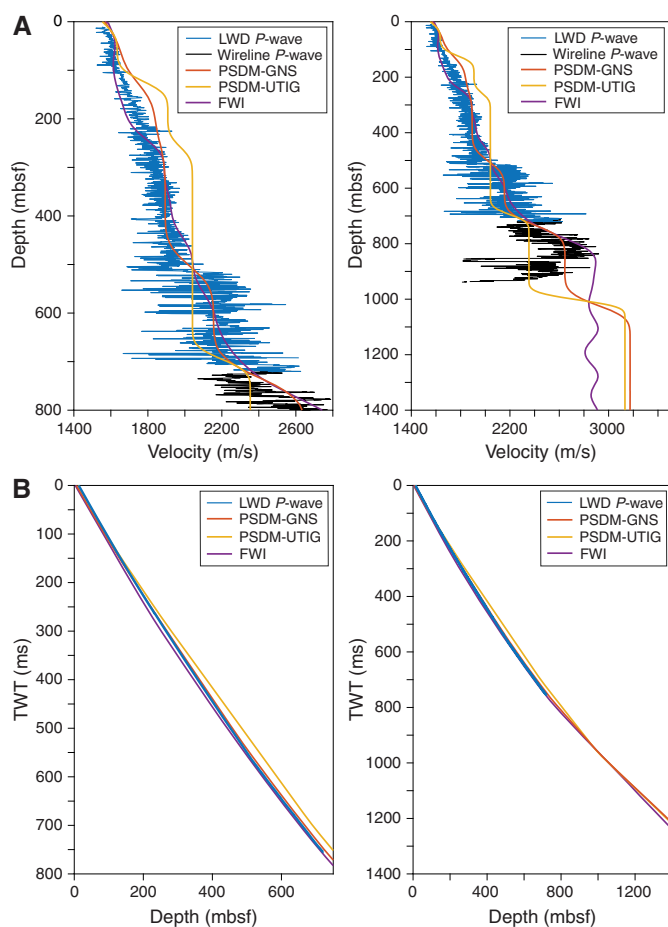 A
LWD P-wave
Wireline P-wave
PSDM-GNS
PSDM-UTIG
FWI
0
200
400
600
800
Depth (mbsf)
1400
1800
2200
2600
Velocity (m/s)
LWD P-wave
Wireline P-wave
PSDM-GNS
PSDM-UTIG
FWI
0
200
400
600
800
1000
1200
1400
Depth (mbsf)
1400
2200
3000
Velocity (m/s)
B
LWD P-wave
PSDM-GNS
PSDM-UTIG
FWI
0
100
200
300
400
500
600
700
800
TWT (ms)
0
200
400
600
Depth (mbsf)
LWD P-wave
PSDM-GNS
PSDM-UTIG
FWI
0
200
400
600
800
1000
1200
1400
TWT (ms)
0
400
800
1200
Depth (mbsf)